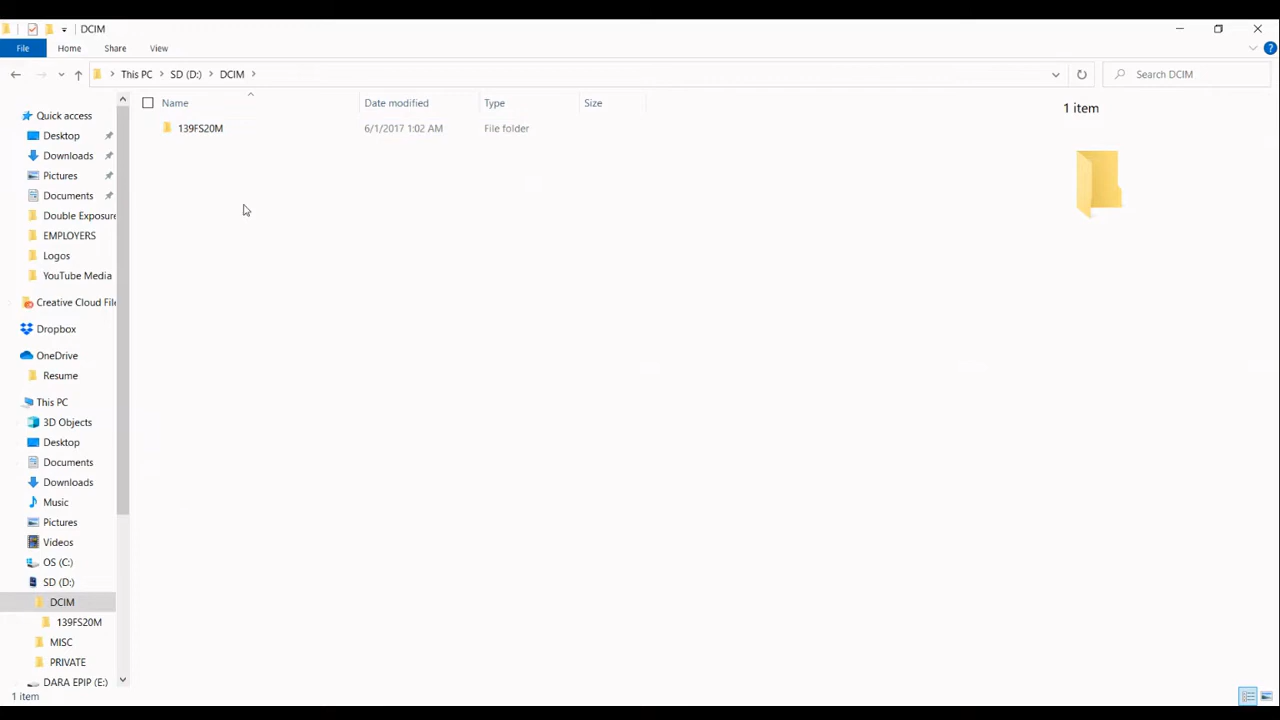 DCIM
File Home Share View
This PC SD (D:) DCIM
Search DCIM
Name Date modified Type Size
139FS20M 6/1/2017 1:02 AM File folder
1 item
Quick access
Desktop
Downloads
Pictures
Documents
Double Exposure
EMPLOYERS
Logos
YouTube Media
Creative Cloud File
Dropbox
OneDrive
Resume
This PC
3D Objects
Desktop
Documents
Downloads
Music
Pictures
Videos
OS (C:)
SD (D:)
DCIM
139FS20M
MISC
PRIVATE
DARA EPIP (E:)
1 item